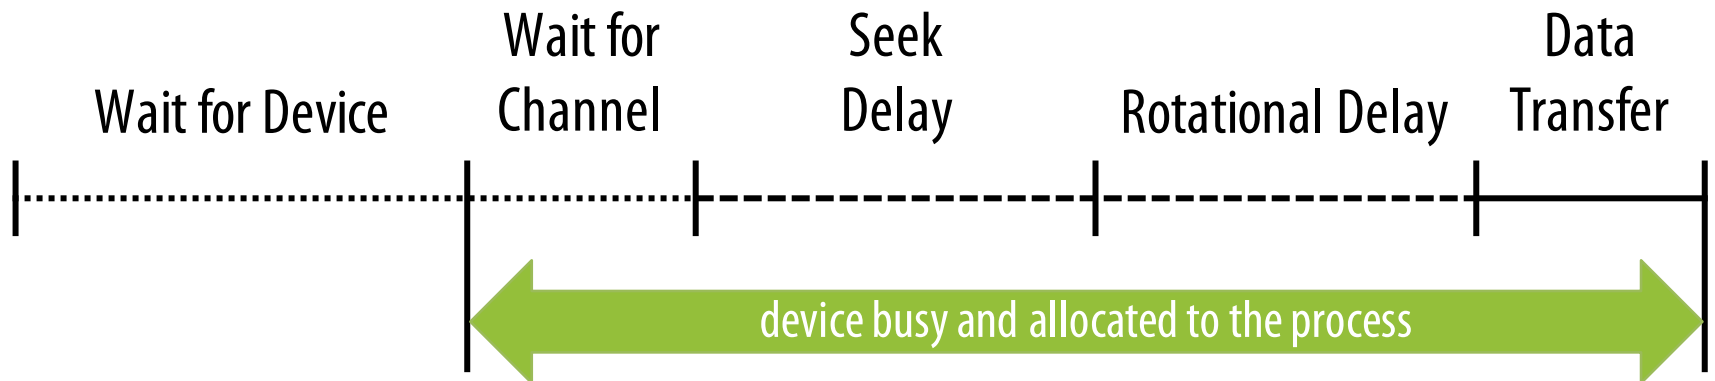 Wait for Device
Wait for
Channel
Seek
Delay
Rotational Delay
Data
Transfer
device busy and allocated to the process